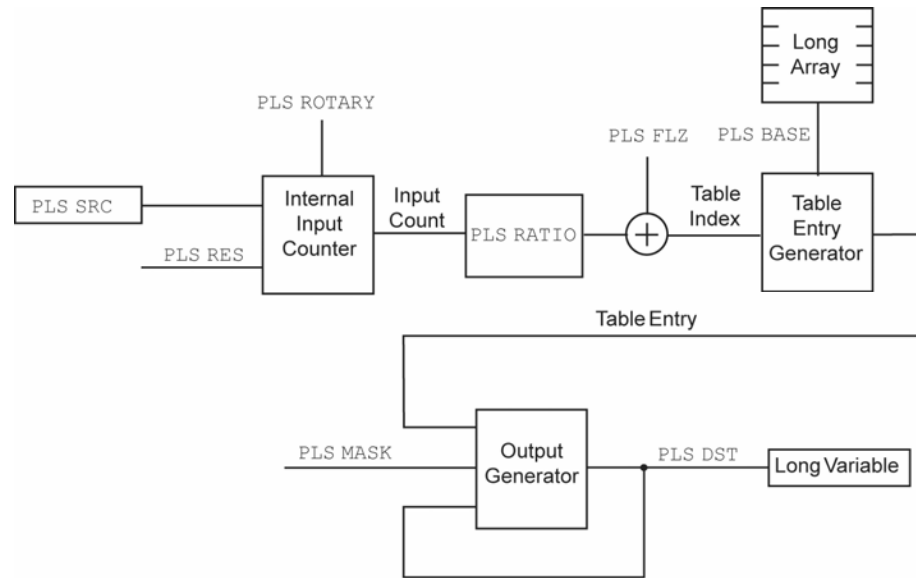 Long
Array
PLS ROTARY
PLS FLZ
PLS BASE
PLS SRC
Internal
Input
Counter
Input
Count
PLS RATIO
Table
Index
Table
Entry
Generator
PLS RES
Table Entry
PLS MASK
Output
Generator
PLS DST
Long Variable